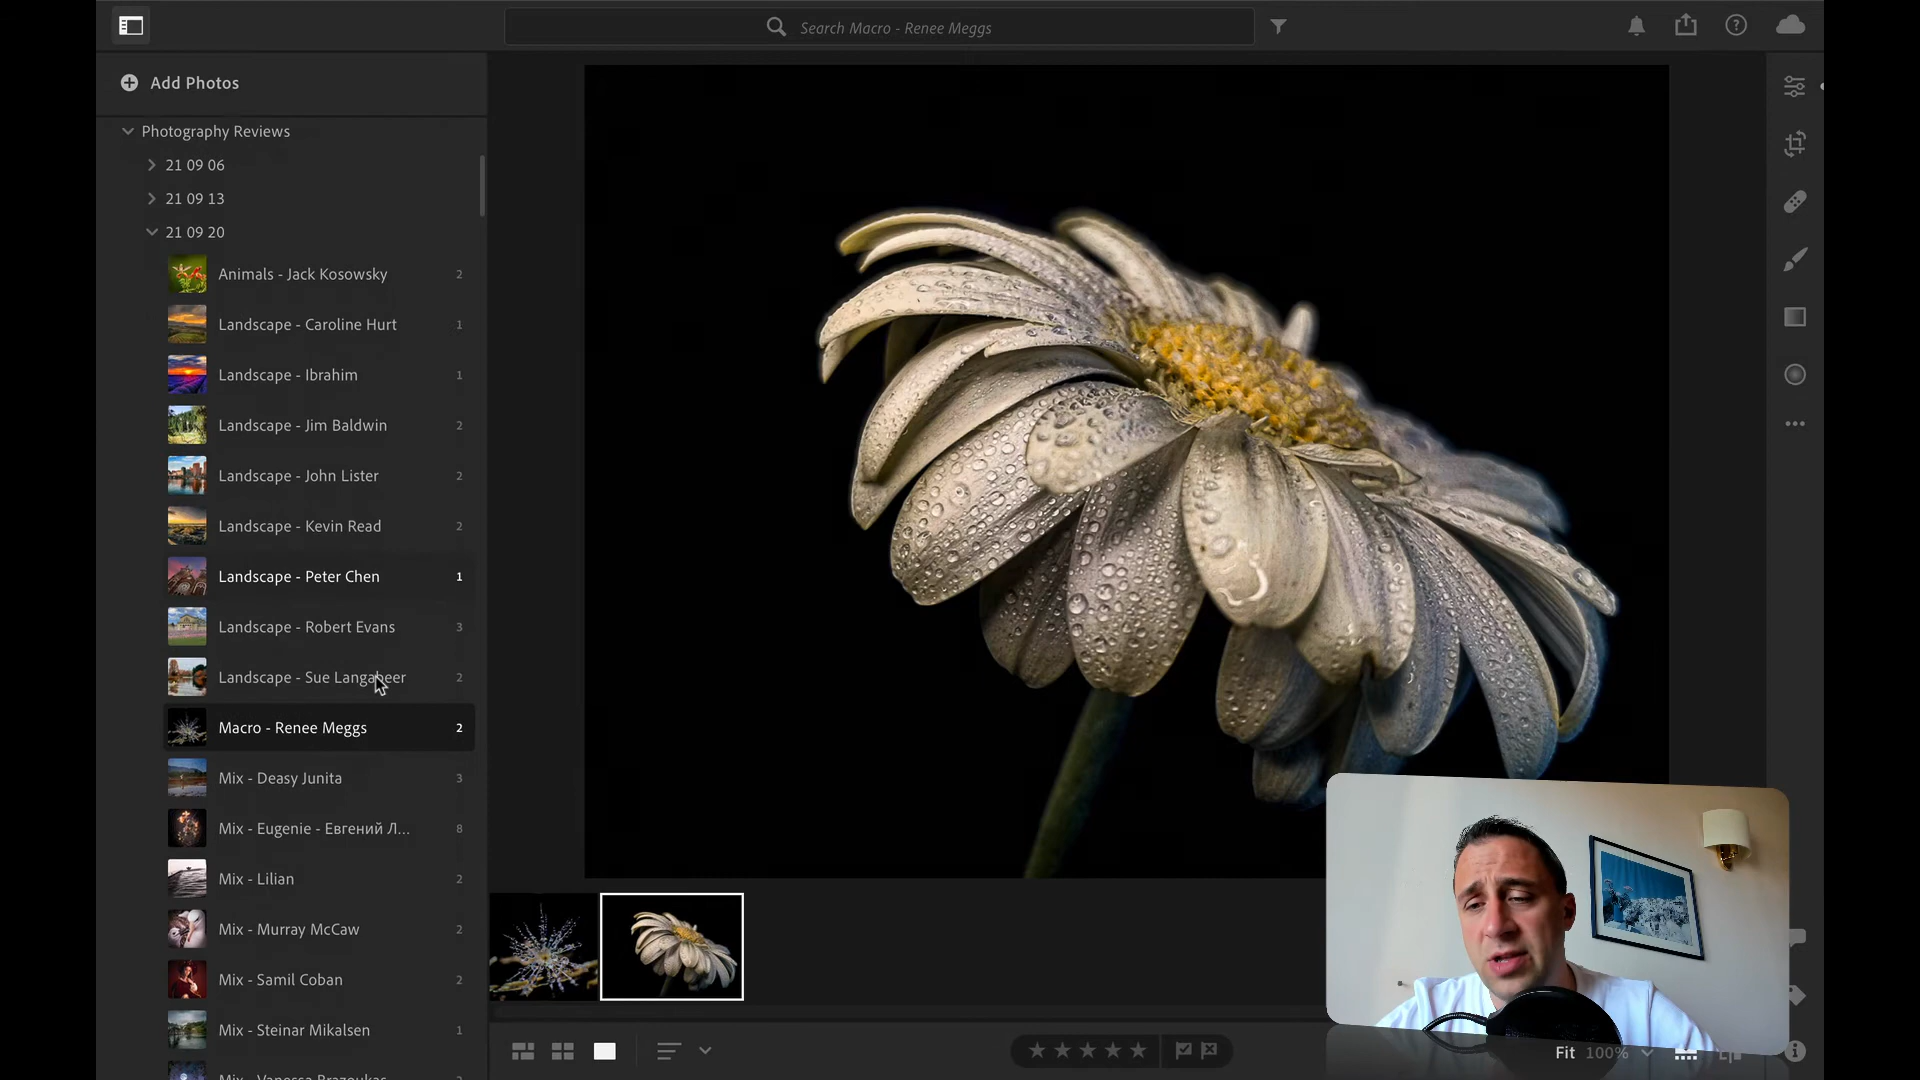 Search Macro - Renee Meggs
Add Photos
Photography Reviews
21 09 06
21 09 13
21 09 20
Animals - Jack Kosowsky 2
Landscape - Caroline Hurt 1
Landscape - Ibrahim 1
Landscape - Jim Baldwin 2
Landscape - John Lister 2
Landscape - Kevin Read 2
Landscape - Peter Chen 1
Landscape - Robert Evans 3
Landscape - Sue Langabeer 2
Macro - Renee Meggs 2
Mix - Deasy Junita 3
Mix - Eugenie - Евгений Л... 8
Mix - Lilian 2
Mix - Murray McCaw 2
Mix - Samil Coban 2
Mix - Steinar Mikalsen 1
Fit 100%